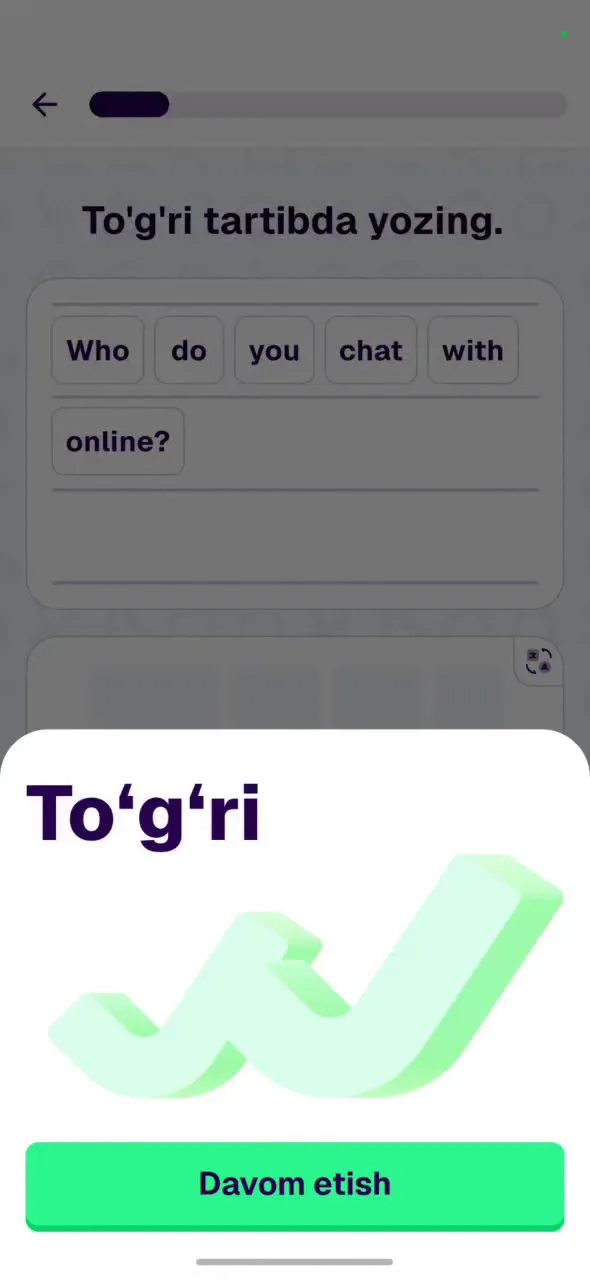 To'g'ri tartibda yozing.
Who do you chat with
online?
To‘g‘ri
Davom etish